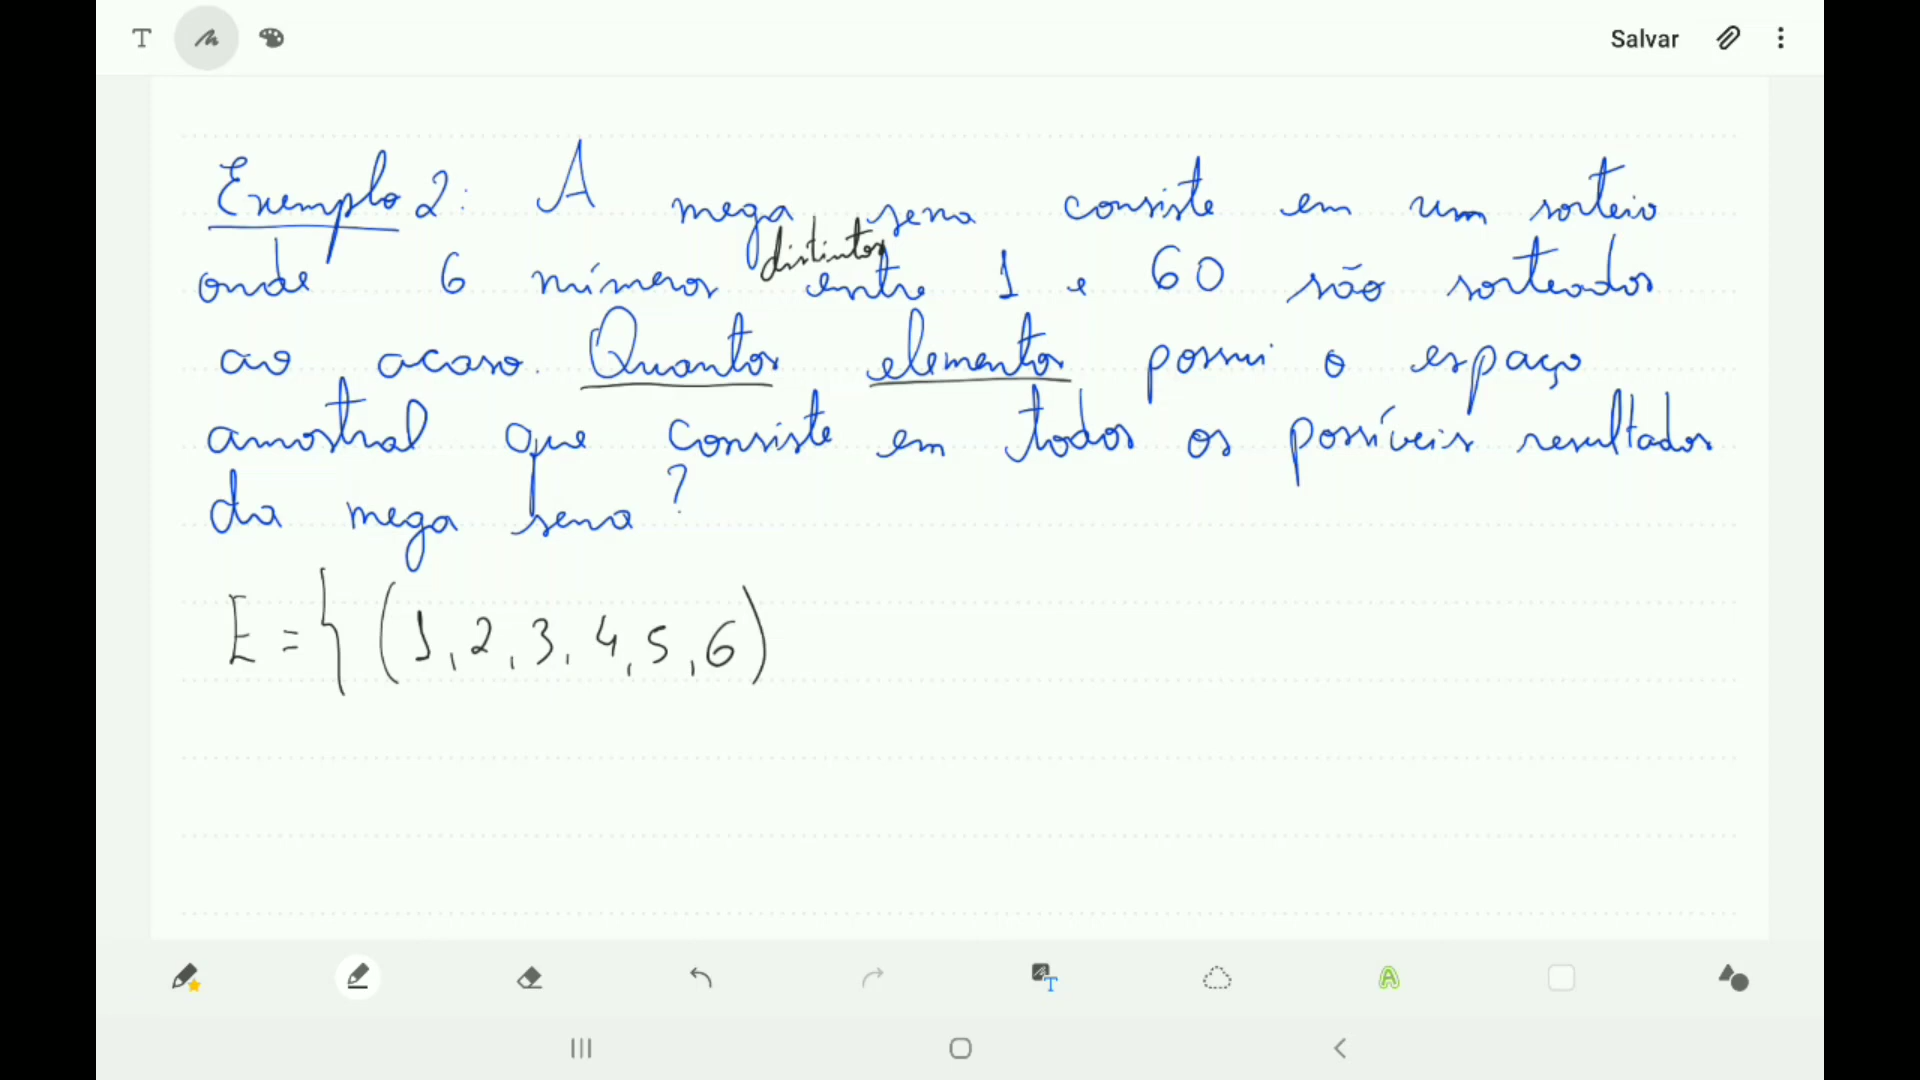 T Salvar
Exemplo 2: A mega sena consiste em um sorteio
distintos
onde 6 números entre 1 e 60 são sorteados
ao acaso. Quantos elementos possui o espaço
amostral que consiste em todos os possíveis resultados
da mega sena?
E = { (1, 2, 3, 4, 5, 6)
T A